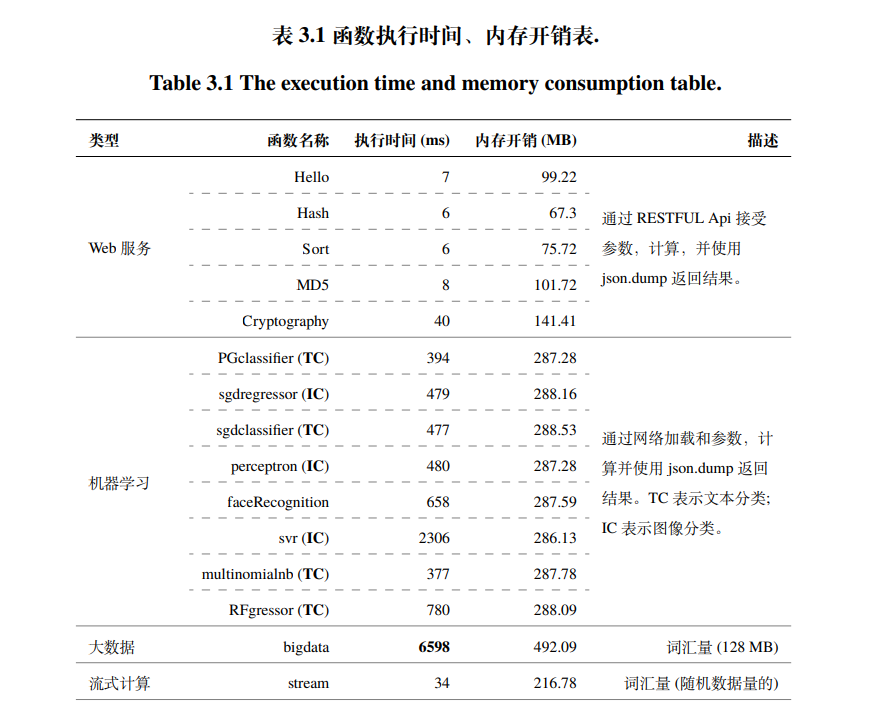 表 3.1 函数执行时间、内存开销表.
Table 3.1 The execution time and memory consumption table.
类型 函数名称 执行时间 (ms) 内存开销 (MB) 描述
Web 服务
Hello 7 99.22
Hash 6 67.3
Sort 6 75.72
MD5 8 101.72
Cryptography 40 141.41
通过 RESTFUL Api 接受
参数，计算，并使用
json.dump 返回结果。
机器学习
PGclassifier (TC) 394 287.28
sgdregressor (IC) 479 288.16
sgdclassifier (TC) 477 288.53
perceptron (IC) 480 287.28
faceRecognition 658 287.59
svr (IC) 2306 286.13
multinomialnb (TC) 377 287.78
RFgressor (TC) 780 288.09
通过网络加载和参数，计
算并使用 json.dump 返回
结果。TC 表示文本分类;
IC 表示图像分类。
大数据 bigdata 6598 492.09 词汇量 (128 MB)
流式计算 stream 34 216.78 词汇量 (随机数据量的)